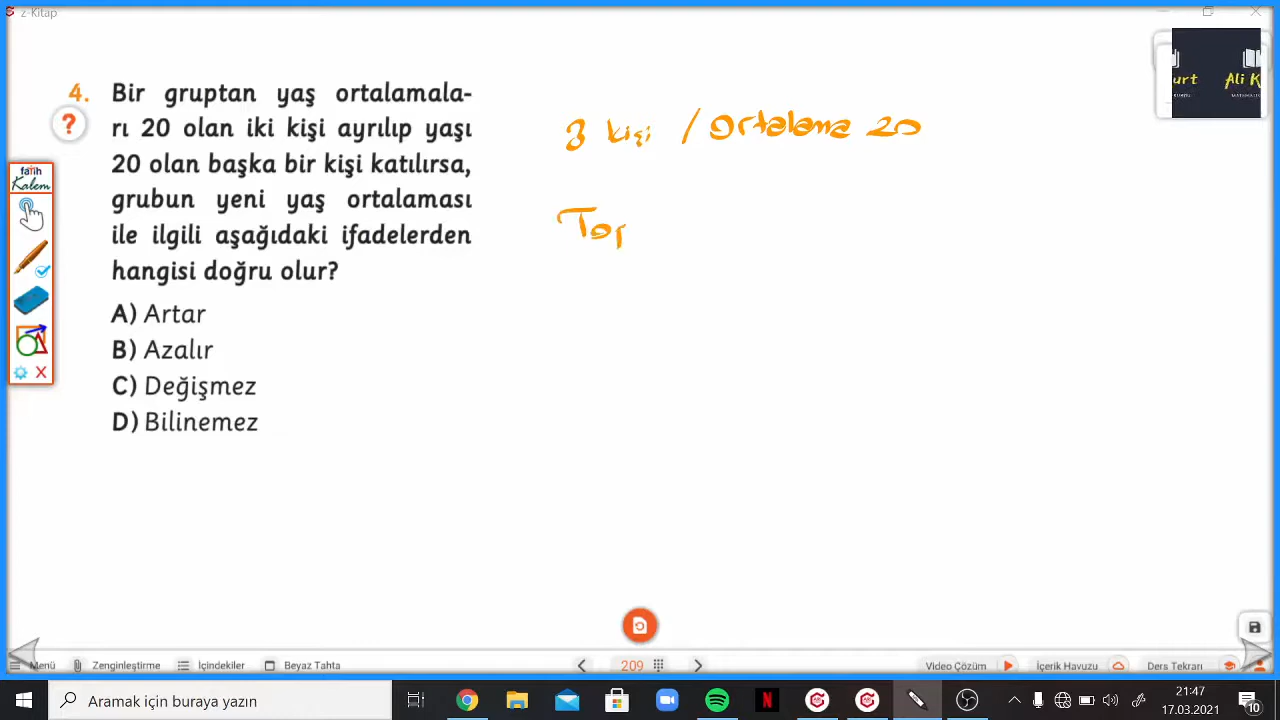 z-Kitap
4. Bir gruptan yaş ortalamala-
rı 20 olan iki kişi ayrılıp yaşı
20 olan başka bir kişi katılırsa,
grubun yeni yaş ortalaması
ile ilgili aşağıdaki ifadelerden
hangisi doğru olur?
?
A) Artar
B) Azalır
C) Değişmez
D) Bilinemez
fatih
Kalem
3 kişi / Ortalama 20
Top
urt Ali K
Menü Zenginleştirme İçindekiler Beyaz Tahta 209 Video Çözüm İçerik Havuzu Ders Tekrarı
Aramak için buraya yazın
21:47
17.03.2021
10